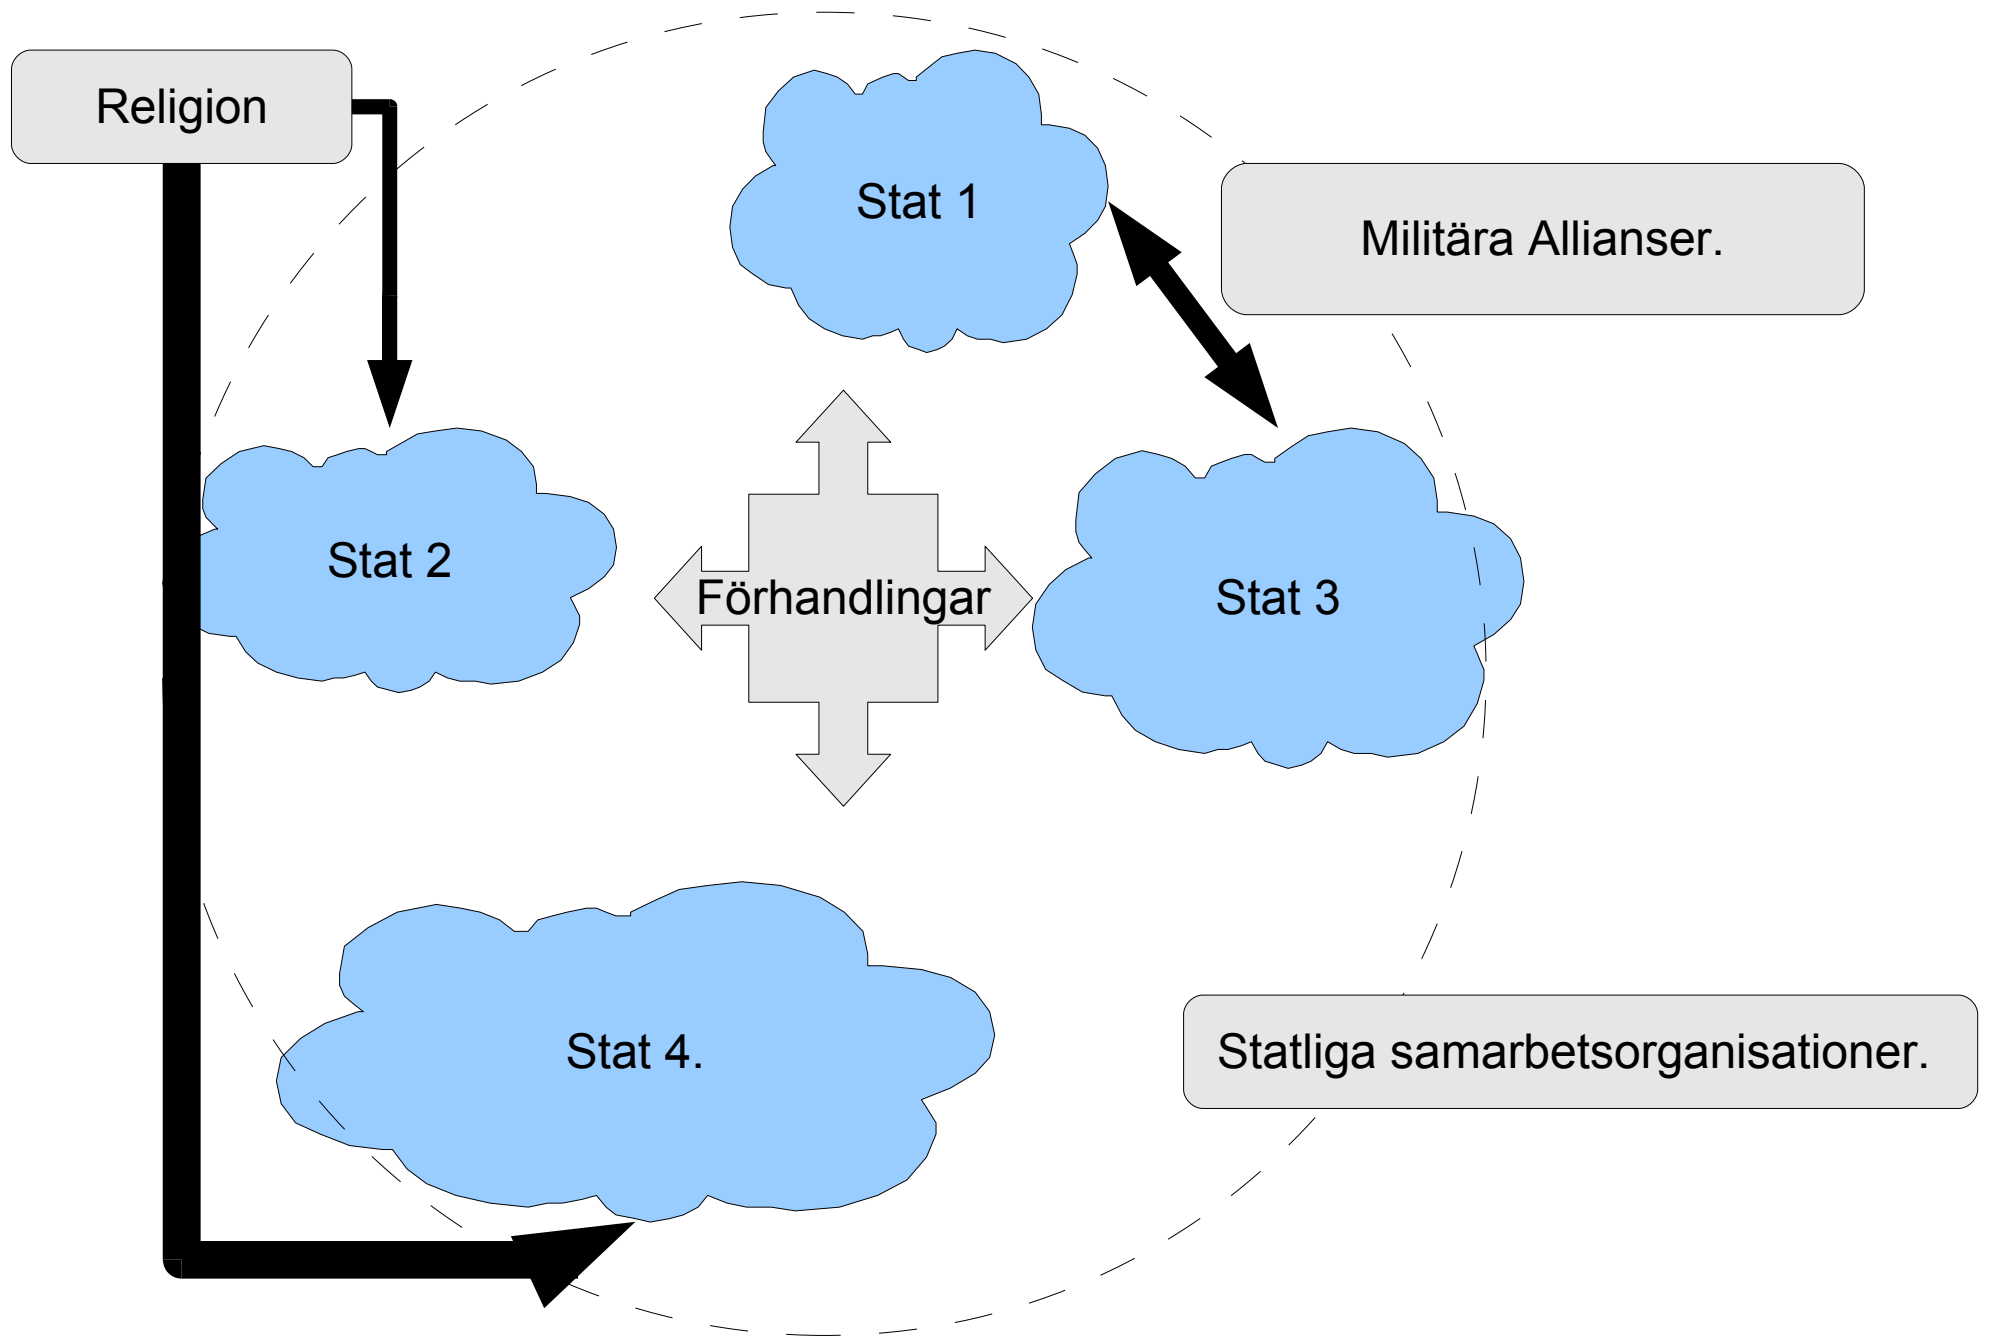 Religion
Stat 1
Militära Allianser.
Stat 2
Förhandlingar
Stat 3
Stat 4.
Statliga samarbetsorganisationer.